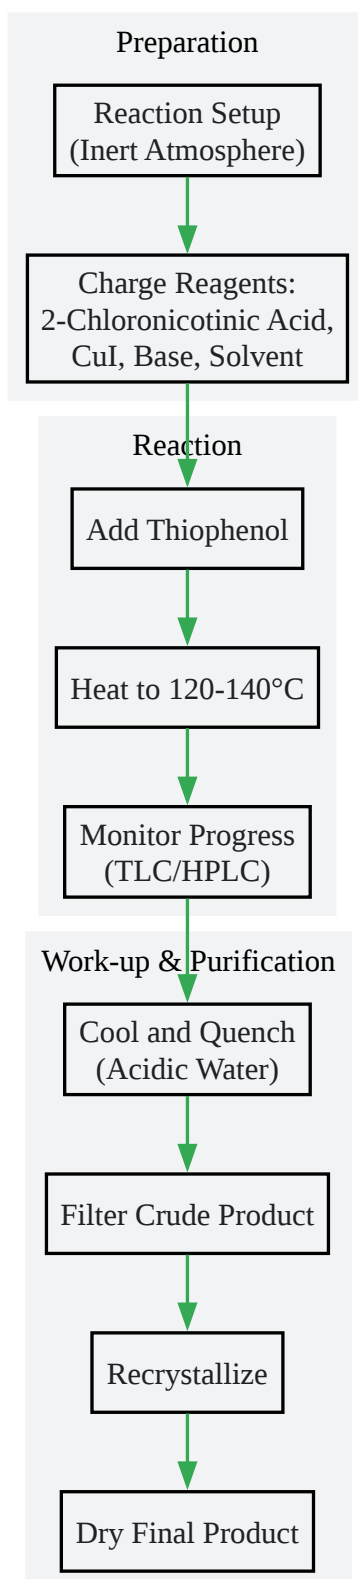 Preparation
Reaction Setup
(Inert Atmosphere)
Charge Reagents:
2-Chloronicotinic Acid,
CuI, Base, Solvent
Reaction
Add Thiophenol
Heat to 120-140°C
Monitor Progress
(TLC/HPLC)
Work-up & Purification
Cool and Quench
(Acidic Water)
Filter Crude Product
Recrystallize
Dry Final Product